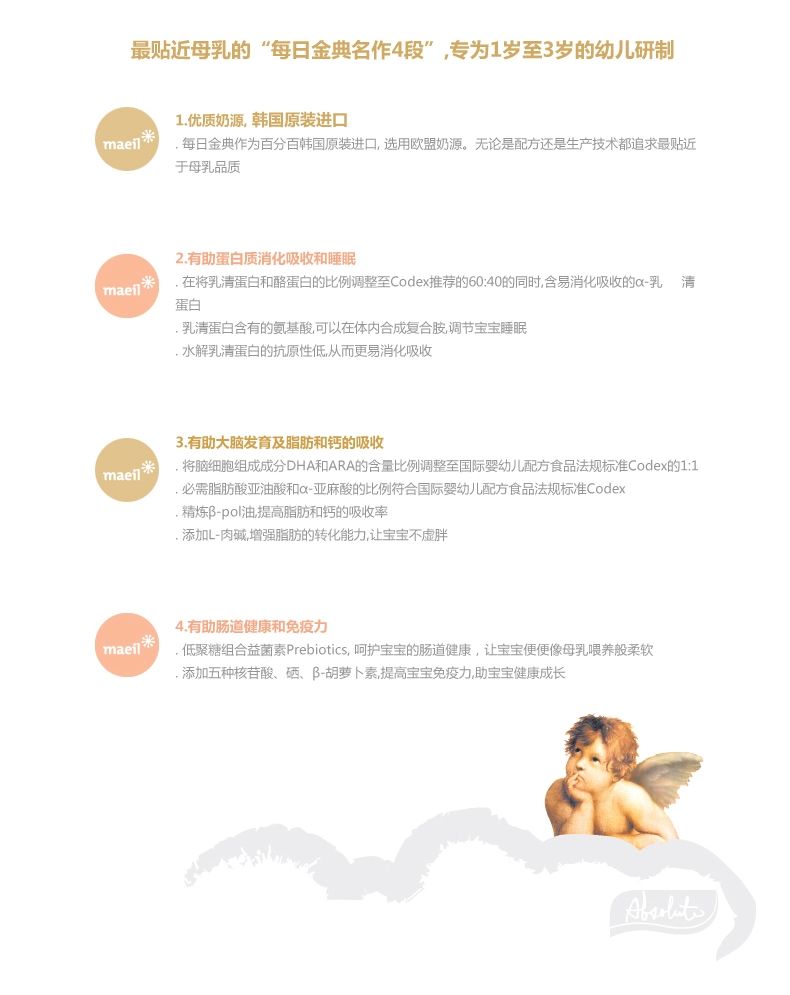 最贴近母乳的“每日金典名作4段”,专为1岁至3岁的幼儿研制
maeil
1.优质奶源, 韩国原装进口
. 每日金典作为百分百韩国原装进口, 选用欧盟奶源。无论是配方还是生产技术都追求最贴近
于母乳品质
maeil
2.有助蛋白质消化吸收和睡眠
. 在将乳清蛋白和酪蛋白的比例调整至Codex推荐的60:40的同时,含易消化吸收的α-乳 清
蛋白
. 乳清蛋白含有的氨基酸,可以在体内合成复合胺,调节宝宝睡眠
. 水解乳清蛋白的抗原性低,从而更易消化吸收
maeil
3.有助大脑发育及脂肪和钙的吸收
. 将脑细胞组成成分DHA和ARA的含量比例调整至国际婴幼儿配方食品法规标准Codex的1:1
. 必需脂肪酸亚油酸和α-亚麻酸的比例符合国际婴幼儿配方食品法规标准Codex
. 精炼β-pol油,提高脂肪和钙的吸收率
. 添加L-肉碱,增强脂肪的转化能力,让宝宝不虚胖
maeil
4.有助肠道健康和免疫力
. 低聚糖组合益菌素Prebiotics, 呵护宝宝的肠道健康，让宝宝便便像母乳喂养般柔软
. 添加五种核苷酸、硒、β-胡萝卜素,提高宝宝免疫力,助宝宝健康成长
Absolute